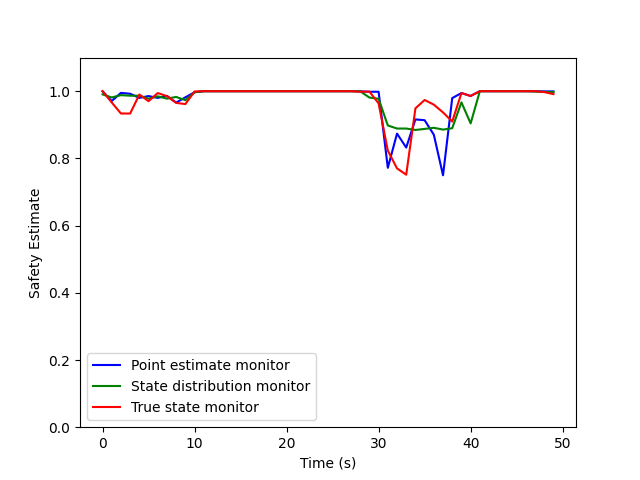 1.0
0.8
0.6
0.4
0.2
0.0
Safety Estimate
Point estimate monitor
State distribution monitor
True state monitor
0 10 20 30 40 50
Time (s)